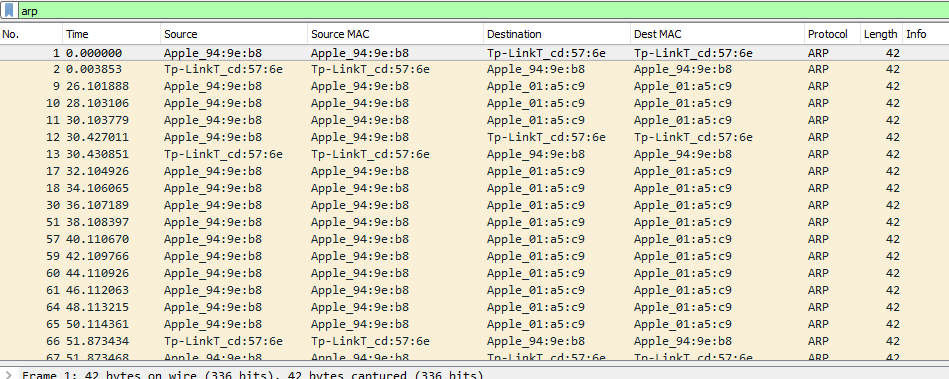 arp
No. Time Source Source MAC Destination Dest MAC Protocol Length Info
1 0.000000 Apple_94:9e:b8 Apple_94:9e:b8 Tp-LinkT_cd:57:6e Tp-LinkT_cd:57:6e ARP 42
2 0.003853 Tp-LinkT_cd:57:6e Tp-LinkT_cd:57:6e Apple_94:9e:b8 Apple_94:9e:b8 ARP 42
9 26.101888 Apple_94:9e:b8 Apple_94:9e:b8 Apple_01:a5:c9 Apple_01:a5:c9 ARP 42
10 28.103106 Apple_94:9e:b8 Apple_94:9e:b8 Apple_01:a5:c9 Apple_01:a5:c9 ARP 42
11 30.103779 Apple_94:9e:b8 Apple_94:9e:b8 Apple_01:a5:c9 Apple_01:a5:c9 ARP 42
12 30.427011 Apple_94:9e:b8 Apple_94:9e:b8 Tp-LinkT_cd:57:6e Tp-LinkT_cd:57:6e ARP 42
13 30.430851 Tp-LinkT_cd:57:6e Tp-LinkT_cd:57:6e Apple_94:9e:b8 Apple_94:9e:b8 ARP 42
17 32.104926 Apple_94:9e:b8 Apple_94:9e:b8 Apple_01:a5:c9 Apple_01:a5:c9 ARP 42
18 34.106065 Apple_94:9e:b8 Apple_94:9e:b8 Apple_01:a5:c9 Apple_01:a5:c9 ARP 42
30 36.107189 Apple_94:9e:b8 Apple_94:9e:b8 Apple_01:a5:c9 Apple_01:a5:c9 ARP 42
51 38.108397 Apple_94:9e:b8 Apple_94:9e:b8 Apple_01:a5:c9 Apple_01:a5:c9 ARP 42
57 40.110670 Apple_94:9e:b8 Apple_94:9e:b8 Apple_01:a5:c9 Apple_01:a5:c9 ARP 42
59 42.109766 Apple_94:9e:b8 Apple_94:9e:b8 Apple_01:a5:c9 Apple_01:a5:c9 ARP 42
60 44.110926 Apple_94:9e:b8 Apple_94:9e:b8 Apple_01:a5:c9 Apple_01:a5:c9 ARP 42
61 46.112063 Apple_94:9e:b8 Apple_94:9e:b8 Apple_01:a5:c9 Apple_01:a5:c9 ARP 42
64 48.113215 Apple_94:9e:b8 Apple_94:9e:b8 Apple_01:a5:c9 Apple_01:a5:c9 ARP 42
65 50.114361 Apple_94:9e:b8 Apple_94:9e:b8 Apple_01:a5:c9 Apple_01:a5:c9 ARP 42
66 51.873434 Tp-LinkT_cd:57:6e Tp-LinkT_cd:57:6e Apple_94:9e:b8 Apple_94:9e:b8 ARP 42
67 51.873468 Apple_94:9e:b8 Apple_94:9e:b8 Tp-LinkT_cd:57:6e Tp-LinkT_cd:57:6e ARP 42
Frame 1: 42 bytes on wire (336 bits), 42 bytes captured (336 bits)